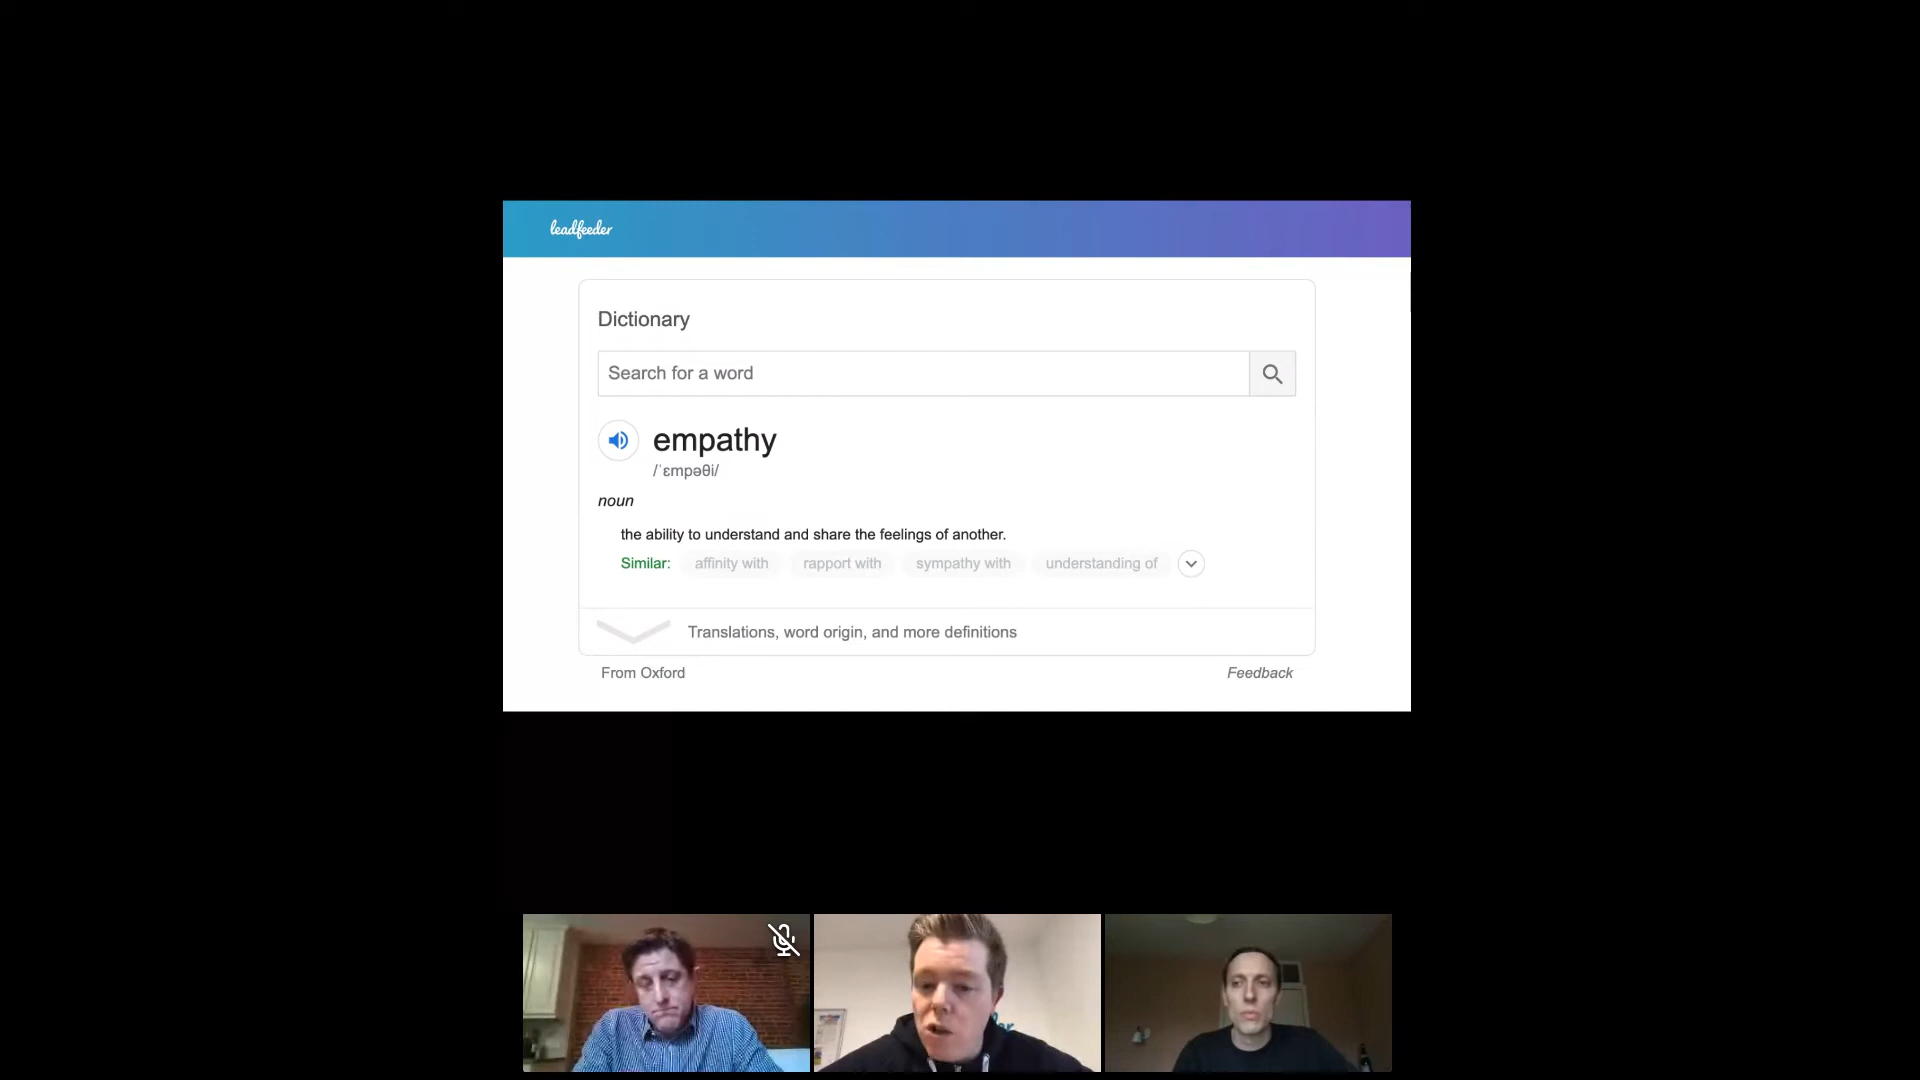 leadfeeder
Dictionary
Search for a word
empathy
/ˈɛmpəθi/
noun
the ability to understand and share the feelings of another.
Similar: affinity with rapport with sympathy with understanding of
Translations, word origin, and more definitions
From Oxford Feedback
er